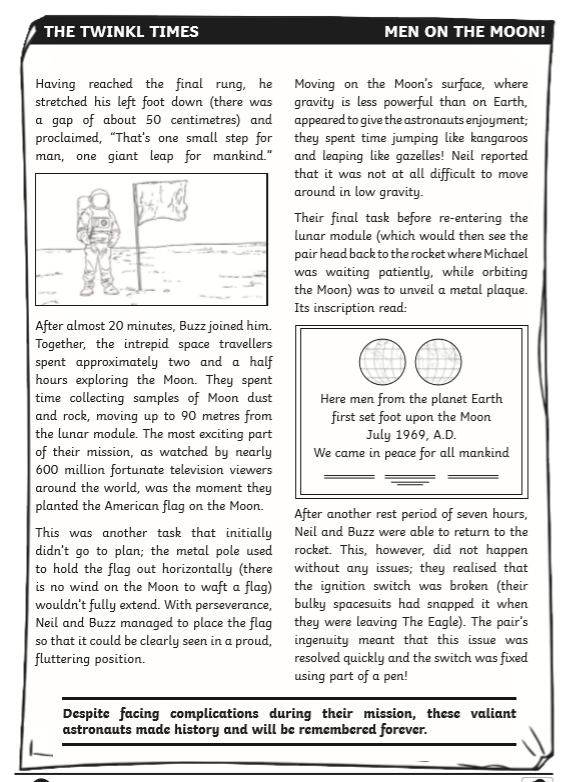 THE TWINKL TIMES
MEN ON THE MOON!
Having reached the final rung, he
stretched his left foot down (there was
a gap of about 50 centimetres) and
proclaimed, “That’s one small step for
man, one giant leap for mankind.”
After almost 20 minutes, Buzz joined him.
Together, the intrepid space travellers
spent approximately two and a half
hours exploring the Moon. They spent
time collecting samples of Moon dust
and rock, moving up to 90 metres from
the lunar module. The most exciting part
of their mission, as watched by nearly
600 million fortunate television viewers
around the world, was the moment they
planted the American flag on the Moon.
This was another task that initially
didn’t go to plan; the metal pole used
to hold the flag out horizontally (there
is no wind on the Moon to waft a flag)
wouldn’t fully extend. With perseverance,
Neil and Buzz managed to place the flag
so that it could be clearly seen in a proud,
fluttering position.
Moving on the Moon’s surface, where
gravity is less powerful than on Earth,
appeared to give the astronauts enjoyment;
they spent time jumping like kangaroos
and leaping like gazelles! Neil reported
that it was not at all difficult to move
around in low gravity.
Their final task before re-entering the
lunar module (which would then see the
pair head back to the rocket where Michael
was waiting patiently, while orbiting
the Moon) was to unveil a metal plaque.
Its inscription read:
Here men from the planet Earth
first set foot upon the Moon
July 1969, A.D.
We came in peace for all mankind
After another rest period of seven hours,
Neil and Buzz were able to return to the
rocket. This, however, did not happen
without any issues; they realised that
the ignition switch was broken (their
bulky spacesuits had snapped it when
they were leaving The Eagle). The pair’s
ingenuity meant that this issue was
resolved quickly and the switch was fixed
using part of a pen!
Despite facing complications during their mission, these valiant
astronauts made history and will be remembered forever.